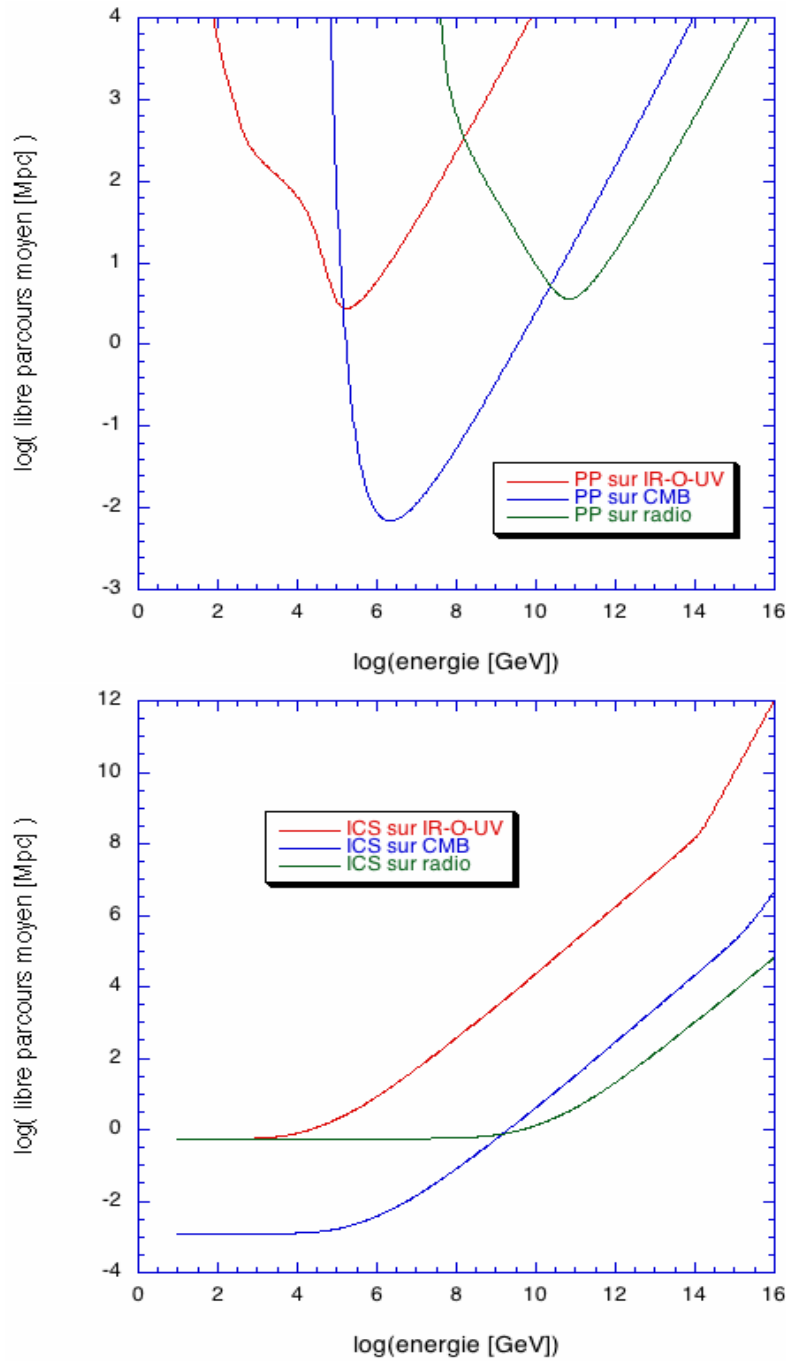 4
3
2
1
0
-1
-2
-3
log( libre parcours moyen [Mpc] )
PP sur IR-O-UV
PP sur CMB
PP sur radio
0 2 4 6 8 10 12 14 16
log(energie [GeV])
12
10
8
6
4
2
0
-2
-4
log( libre parcours moyen [Mpc] )
ICS sur IR-O-UV
ICS sur CMB
ICS sur radio
0 2 4 6 8 10 12 14 16
log(energie [GeV])